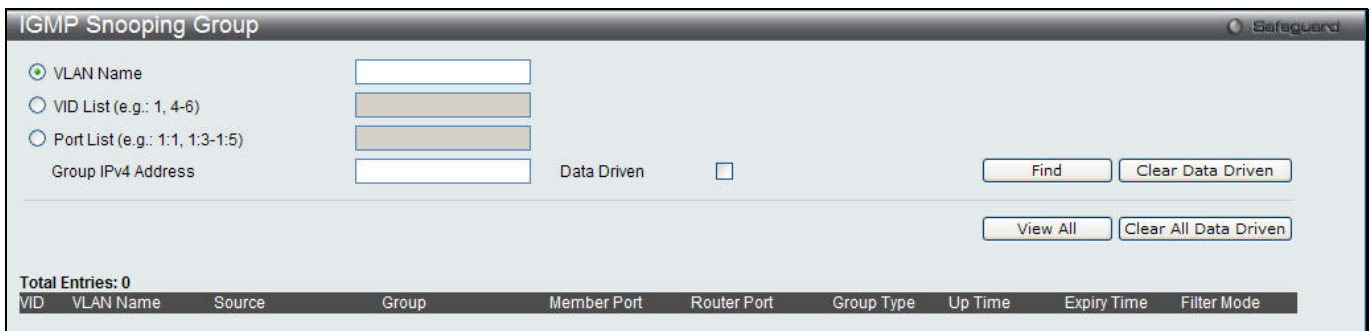 IGMP Snooping Group
Safeguard
VLAN Name
VID List (e.g.: 1, 4-6)
Port List (e.g.: 1:1, 1:3-1:5)
Group IPv4 Address Data Driven Find Clear Data Driven
View All Clear All Data Driven
Total Entries: 0
VID VLAN Name Source Group Member Port Router Port Group Type Up Time Expiry Time Filter Mode